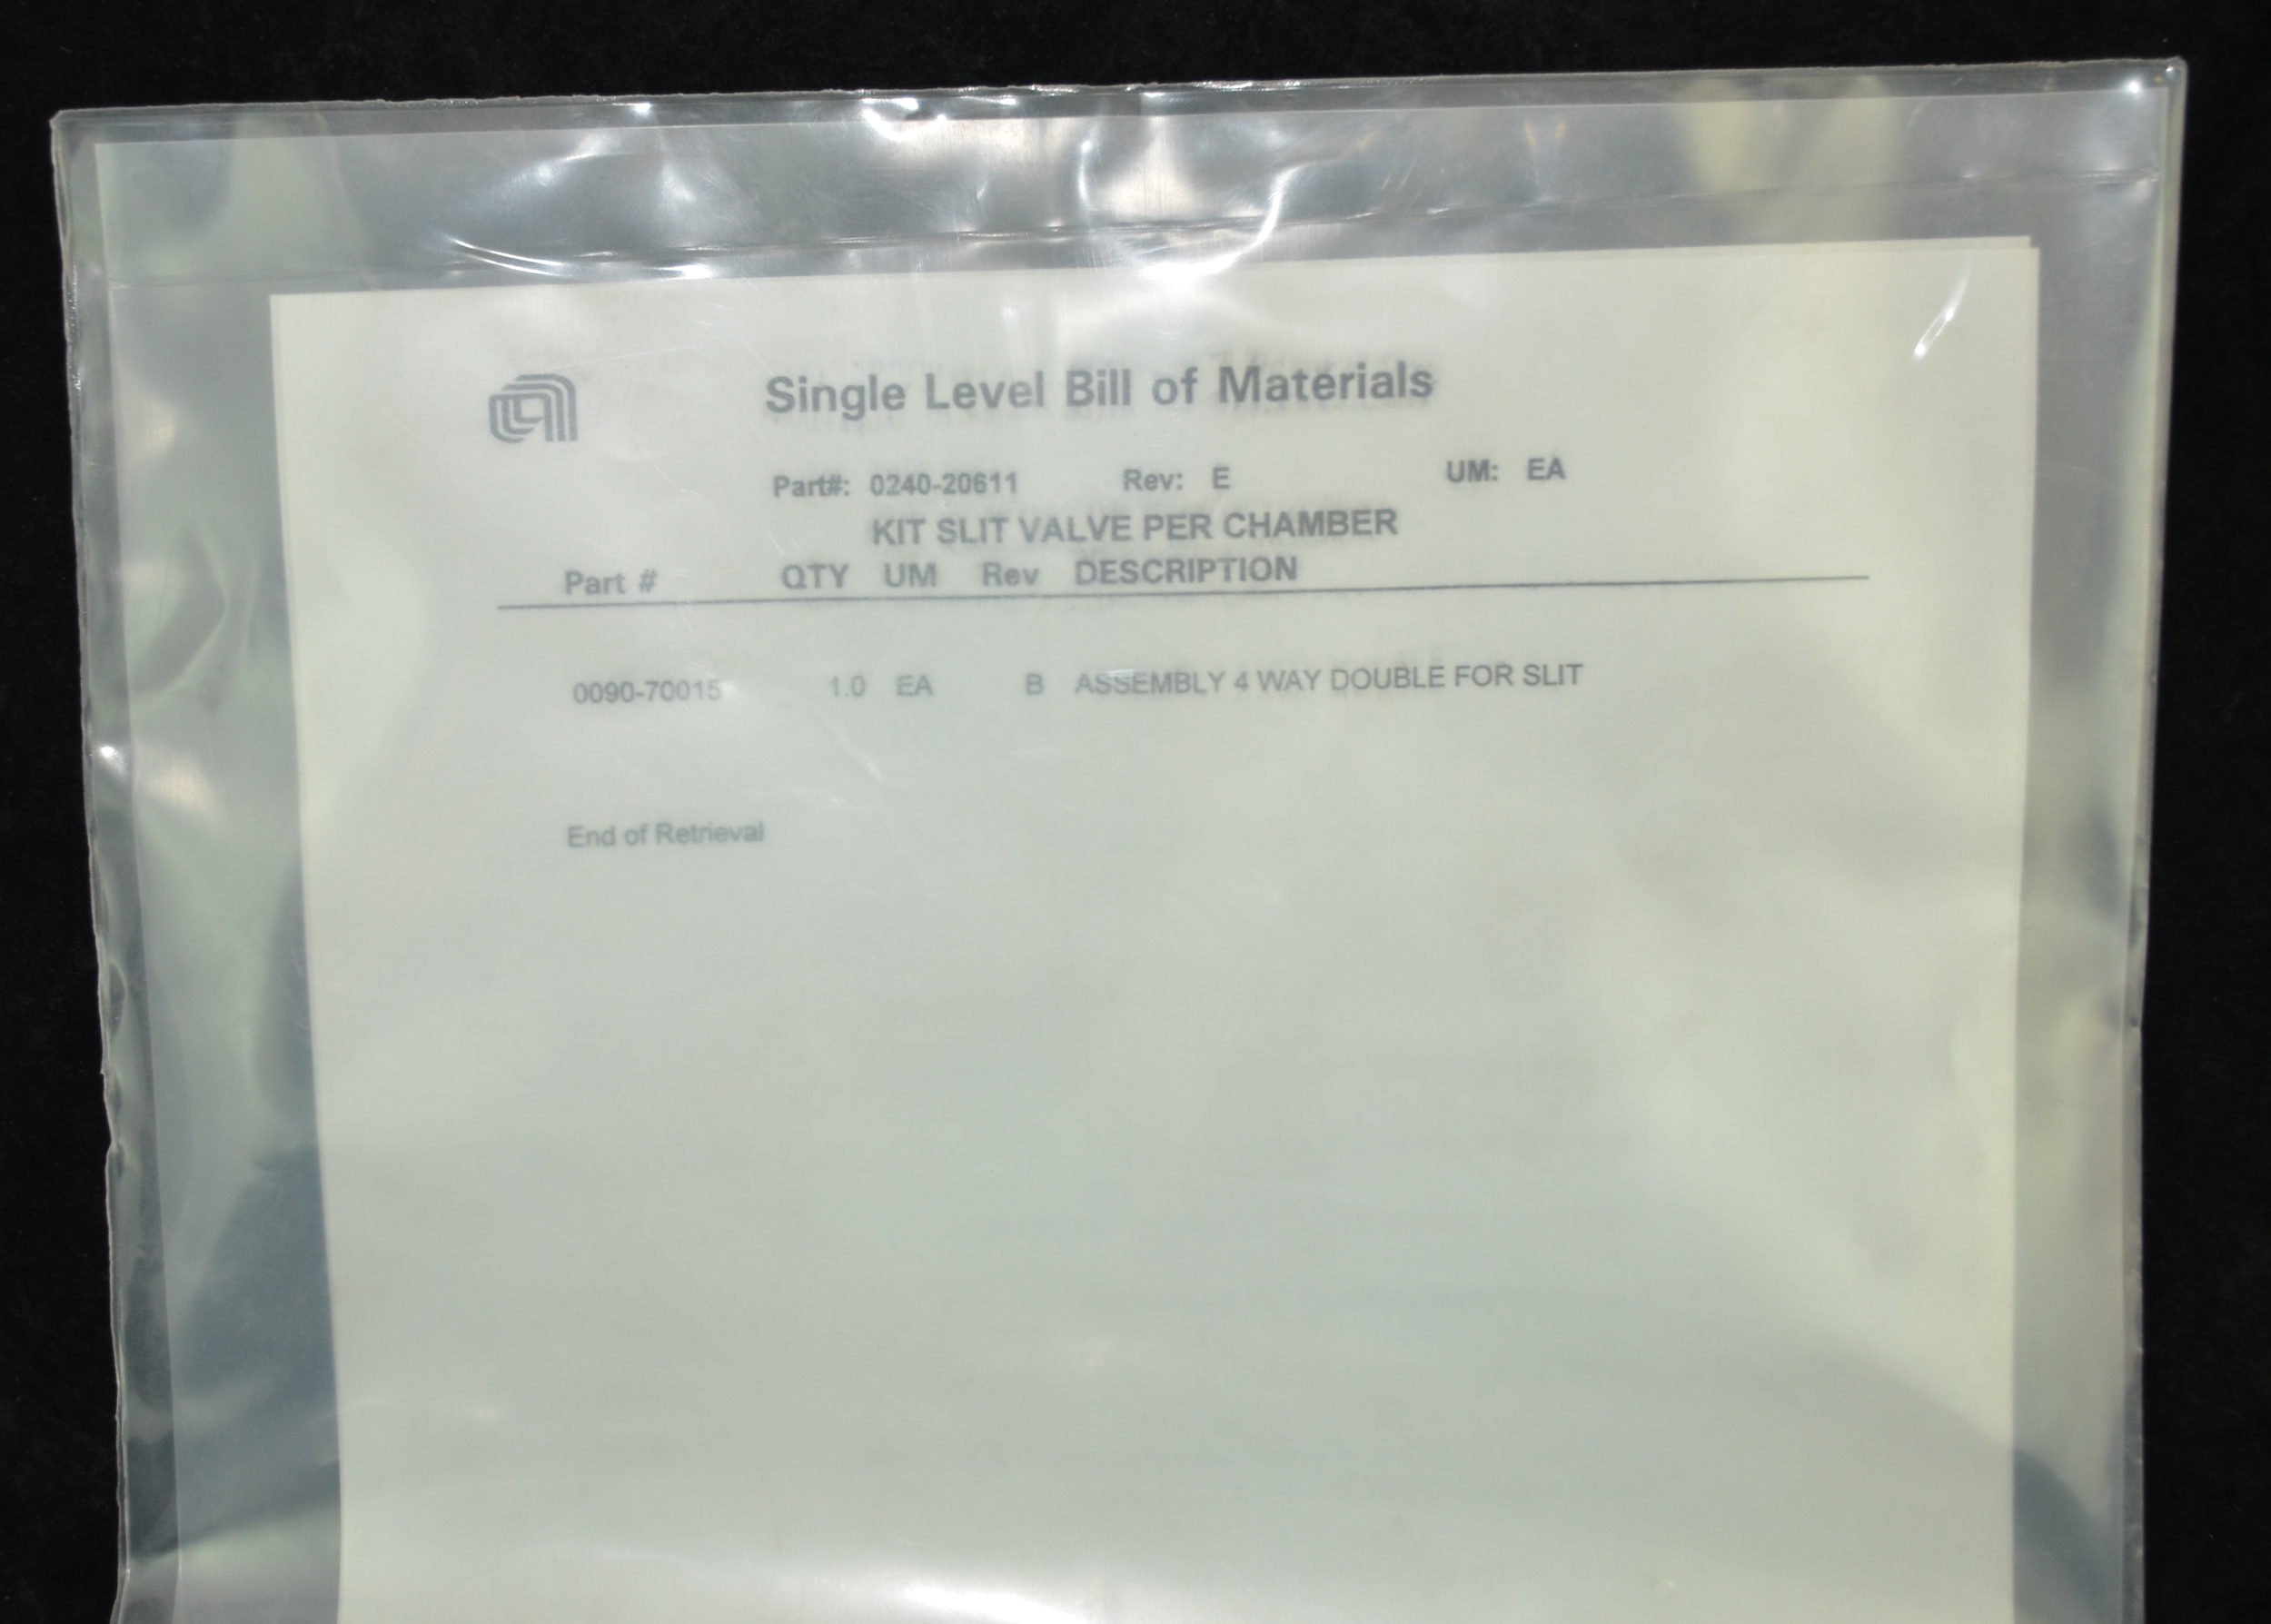 Single Level Bill of Materials
Part#: 0240-20611 Rev: E UM: EA
KIT SLIT VALVE PER CHAMBER
Part # QTY UM Rev DESCRIPTION
0090-70015 1.0 EA B ASSEMBLY 4 WAY DOUBLE FOR SLIT
End of Retrieval